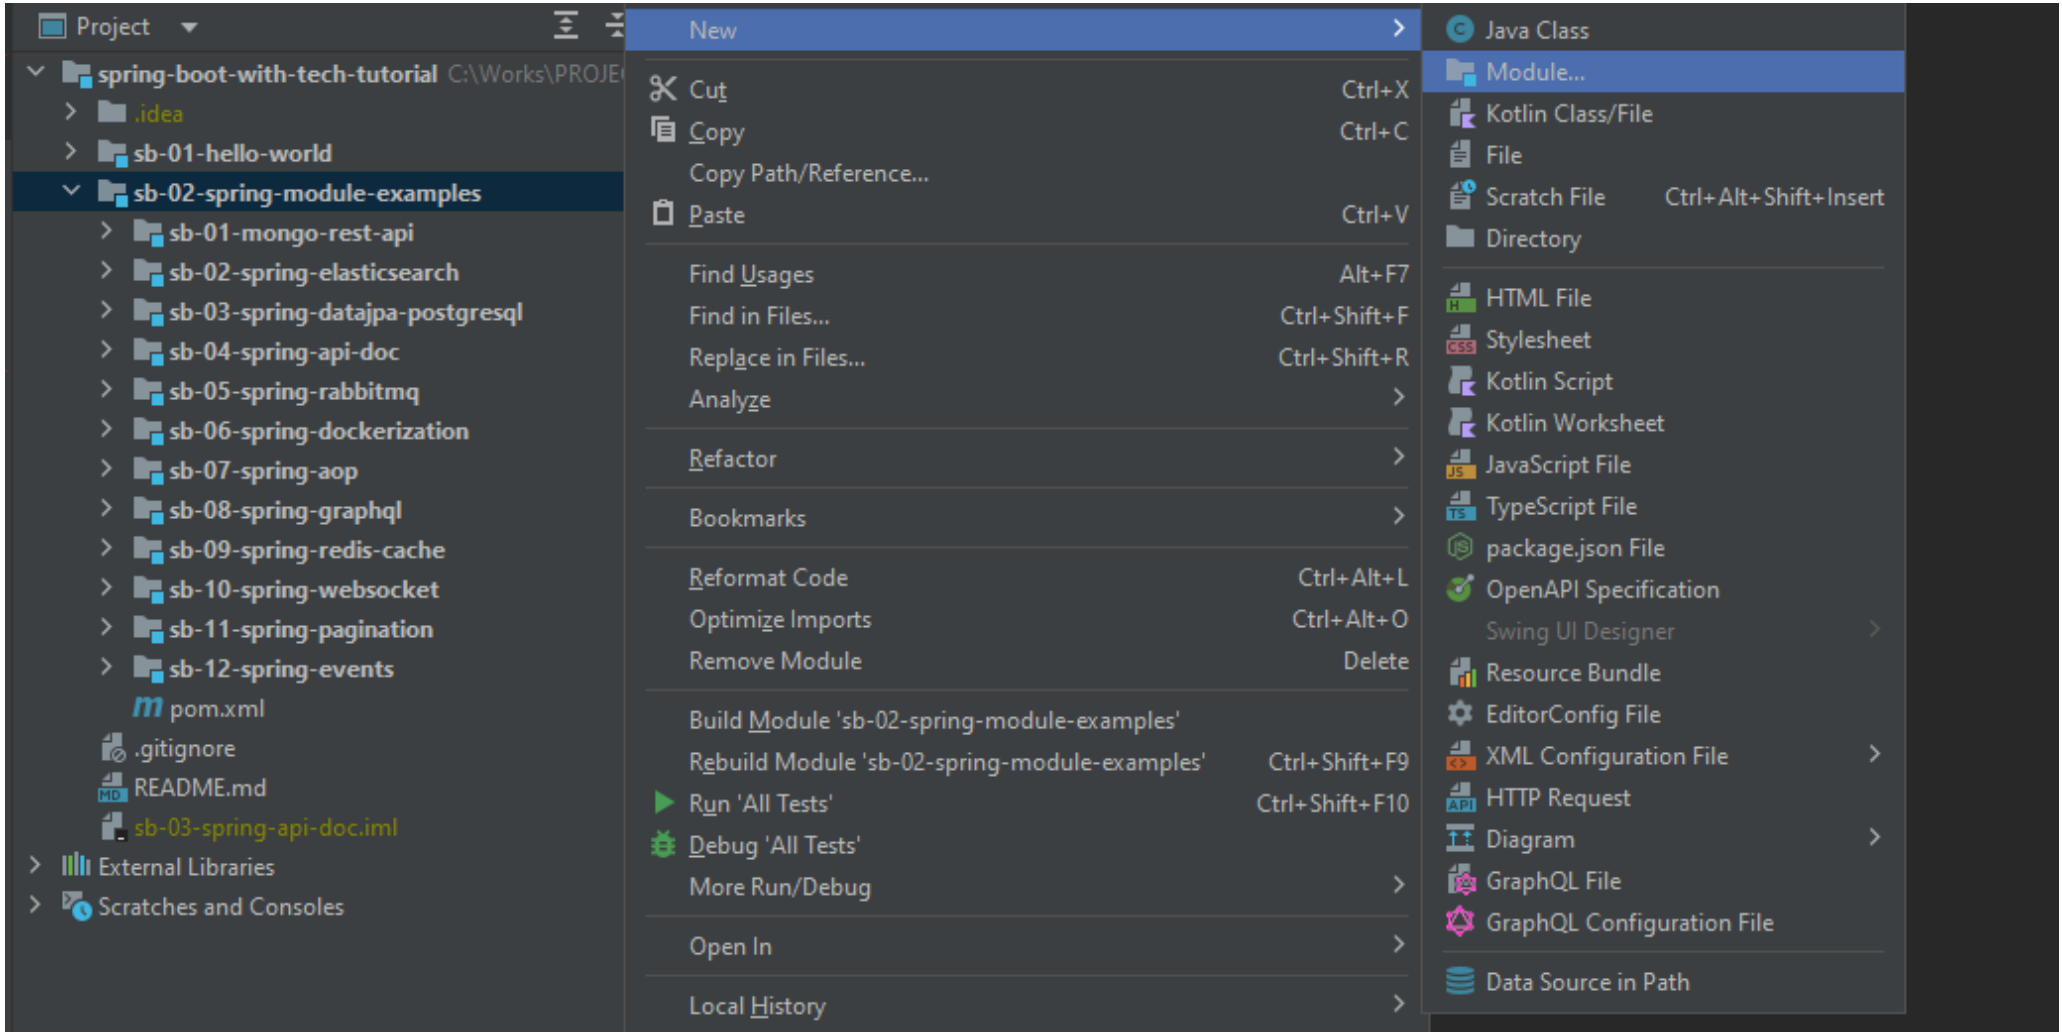 Project
spring-boot-with-tech-tutorial C:\Works\PROJEC
.idea
sb-01-hello-world
sb-02-spring-module-examples
sb-01-mongo-rest-api
sb-02-spring-elasticsearch
sb-03-spring-datajpa-postgresql
sb-04-spring-api-doc
sb-05-spring-rabbitmq
sb-06-spring-dockerization
sb-07-spring-aop
sb-08-spring-graphql
sb-09-spring-redis-cache
sb-10-spring-websocket
sb-11-spring-pagination
sb-12-spring-events
m pom.xml
.gitignore
MD README.md
sb-03-spring-api-doc.iml
External Libraries
Scratches and Consoles
New
Cut Ctrl+X
Copy Ctrl+C
Copy Path/Reference...
Paste Ctrl+V
Find Usages Alt+F7
Find in Files... Ctrl+Shift+F
Replace in Files... Ctrl+Shift+R
Analyze
Refactor
Bookmarks
Reformat Code Ctrl+Alt+L
Optimize Imports Ctrl+Alt+O
Remove Module Delete
Build Module 'sb-02-spring-module-examples'
Rebuild Module 'sb-02-spring-module-examples' Ctrl+Shift+F9
Run 'All Tests' Ctrl+Shift+F10
Debug 'All Tests'
More Run/Debug
Open In
Local History
C Java Class
Module...
Kotlin Class/File
File
Scratch File Ctrl+Alt+Shift+Insert
Directory
H HTML File
CSS Stylesheet
Kotlin Script
Kotlin Worksheet
JS JavaScript File
TS TypeScript File
JS package.json File
OpenAPI Specification
Swing UI Designer
Resource Bundle
EditorConfig File
<> XML Configuration File
API HTTP Request
Diagram
GraphQL File
GraphQL Configuration File
Data Source in Path